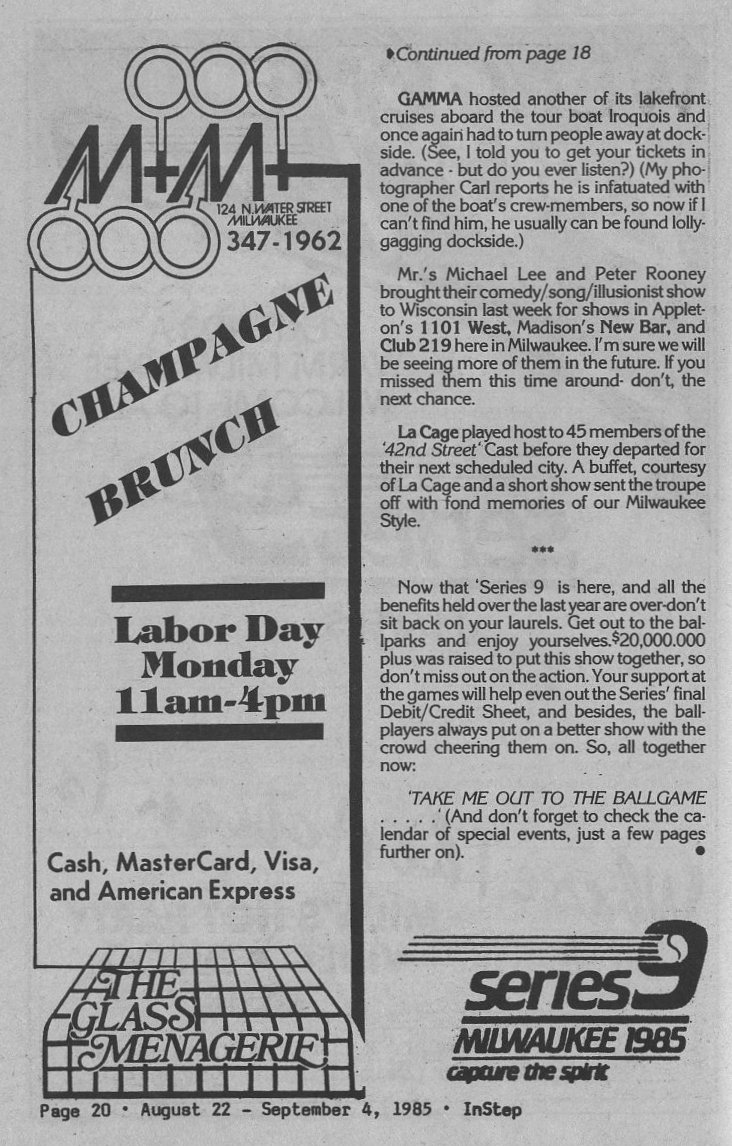 M+M
124 N.WATER STREET
MILWAUKEE
347-1962
CHAMPAGNE
BRUNCH
Labor Day
Monday
11am-4pm
Cash, MasterCard, Visa,
and American Express
THE
GLASS
MENAGERIE
Continued from page 18
GAMMA hosted another of its lakefront
cruises aboard the tour boat Iroquois and
once again had to turn people away at dock-
side. (See, I told you to get your tickets in
advance - but do you ever listen?) (My pho-
tographer Carl reports he is infatuated with
one of the boat's crew-members, so now if I
can't find him, he usually can be found lolly-
gagging dockside.)
Mr.'s Michael Lee and Peter Rooney
brought their comedy/song/illusionist show
to Wisconsin last week for shows in Applet-
on's 1101 West, Madison's New Bar, and
Club 219 here in Milwaukee. I'm sure we will
be seeing more of them in the future. If you
missed them this time around- don't, the
next chance.
La Cage played host to 45 members of the
'42nd Street' Cast before they departed for
their next scheduled city. A buffet, courtesy
of La Cage and a short show sent the troupe
off with fond memories of our Milwaukee
Style.
***
Now that 'Series 9 is here, and all the
benefits held over the last year are over-don't
sit back on your laurels. Get out to the bal-
lparks and enjoy yourselves.$20,000.000
plus was raised to put this show together, so
don't miss out on the action. Your support at
the games will help even out the Series' final
Debit/Credit Sheet, and besides, the ball-
players always put on a better show with the
crowd cheering them on. So, all together
now:
'TAKE ME OUT TO THE BALLGAME
. . . . .' (And don't forget to check the ca-
lendar of special events, just a few pages
further on). ●
series 9
MILWAUKEE 1985
capture the spirit
Page 20 • August 22 - September 4, 1985 • InStep